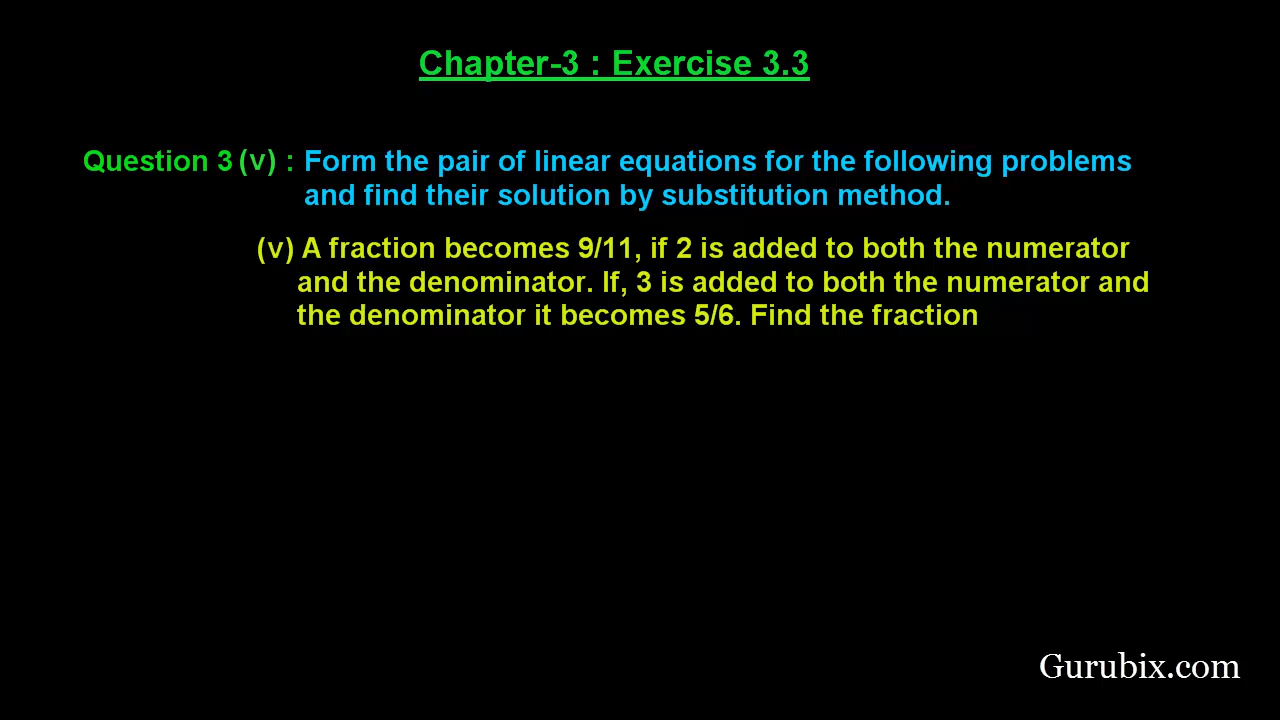 Chapter-3 : Exercise 3.3
Question 3 (v) : Form the pair of linear equations for the following problems
and find their solution by substitution method.
(v) A fraction becomes 9/11, if 2 is added to both the numerator
and the denominator. If, 3 is added to both the numerator and
the denominator it becomes 5/6. Find the fraction
Gurubix.com